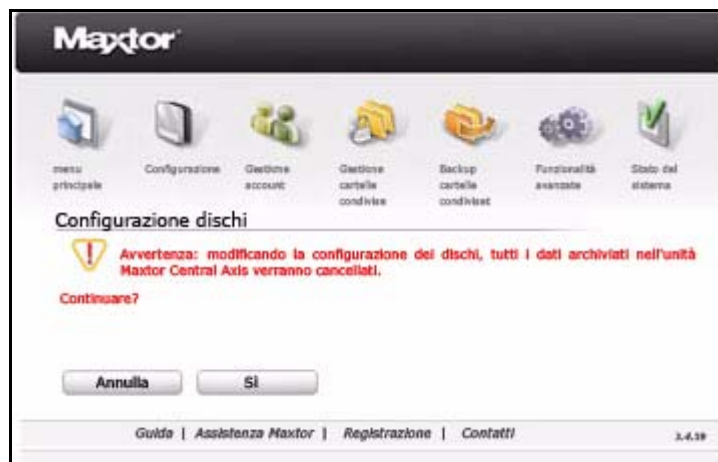 Maxtor
menu principale
Configurazione
Gestione account
Gestione cartelle condivise
Backup cartelle condiviset
Funzionalità avanzate
Stato del sistema
Configurazione dischi
Avvertenza: modificando la configurazione dei dischi, tutti i dati archiviati nell'unità
Maxtor Central Axis verranno cancellati.
Continuare?
Annulla
Sì
Guida | Assistenza Maxtor | Registrazione | Contatti